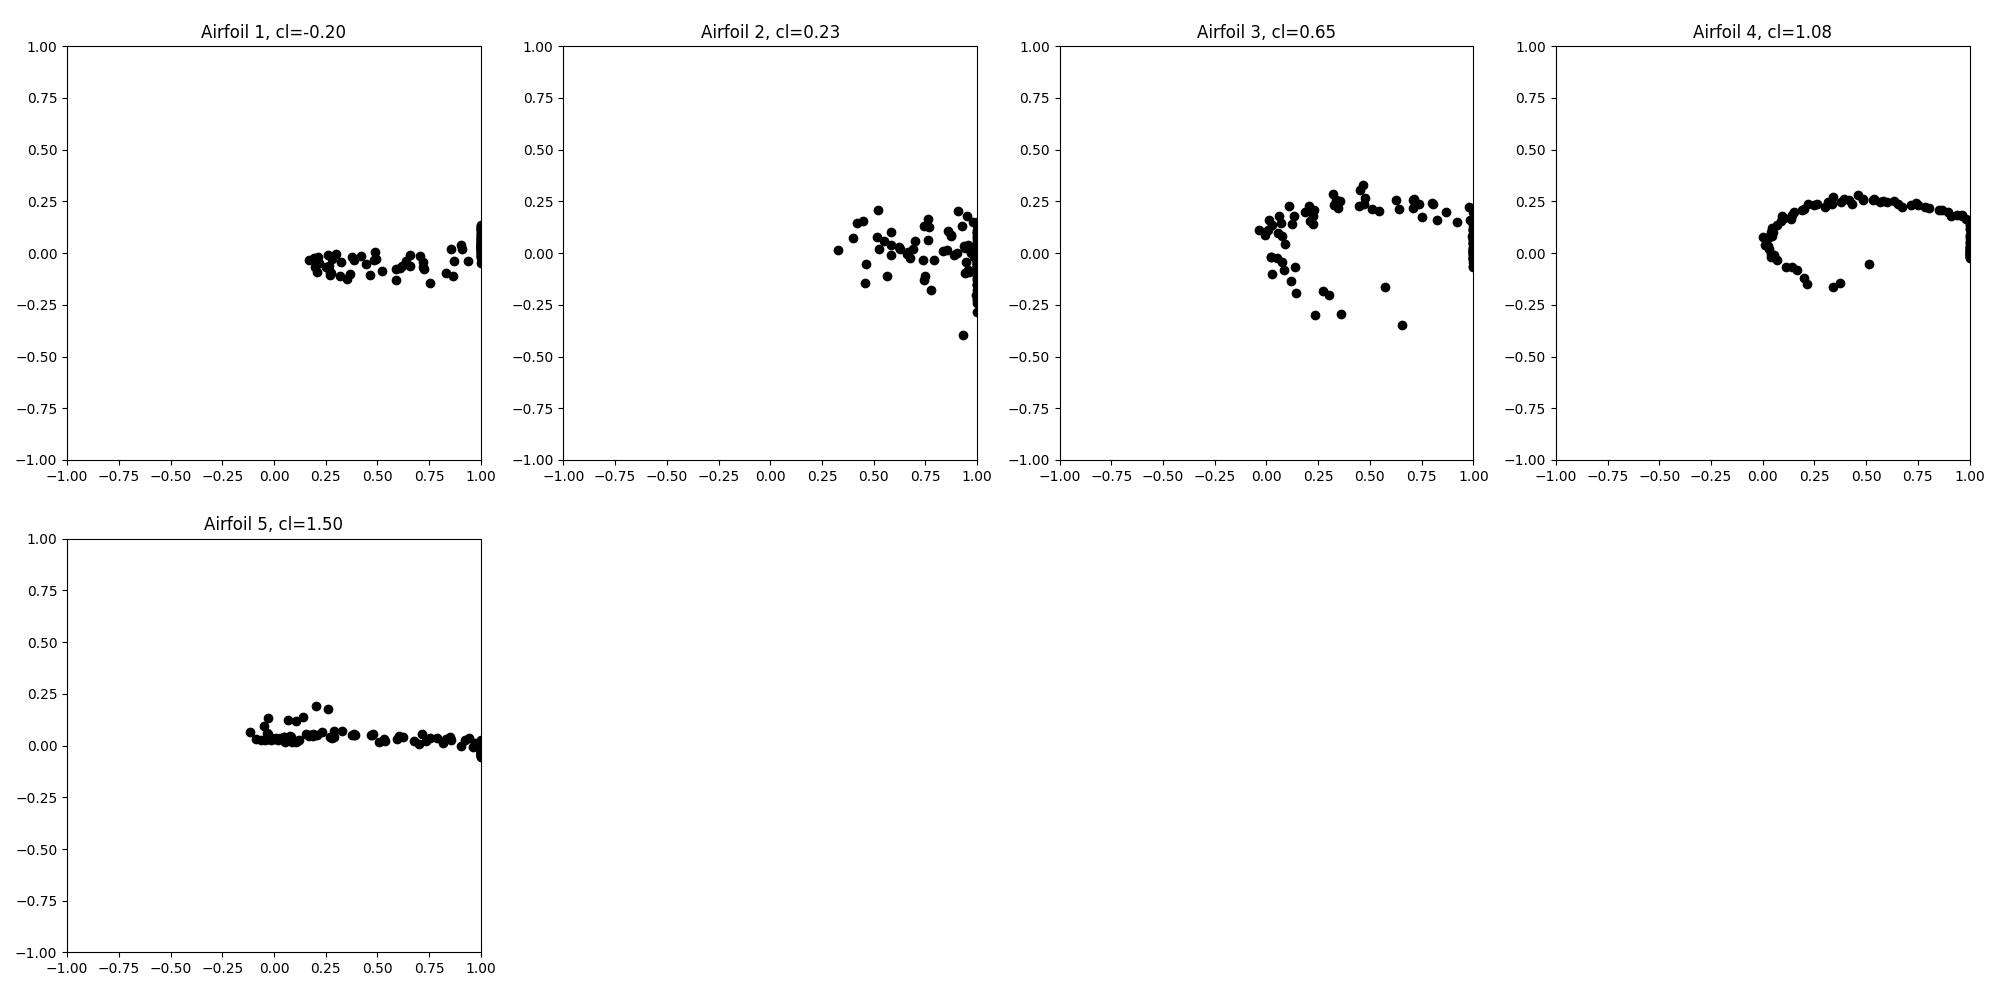 Airfoil 1, cl=-0.20
Airfoil 2, cl=0.23
Airfoil 3, cl=0.65
Airfoil 4, cl=1.08
1.00 1.00 1.00 1.00
0.75 0.75 0.75 0.75
0.50 0.50 0.50 0.50
0.25 0.25 0.25 0.25
0.00 0.00 0.00 0.00
−0.25 −0.25 −0.25 −0.25
−0.50 −0.50 −0.50 −0.50
−0.75 −0.75 −0.75 −0.75
−1.00 −1.00 −1.00 −1.00
−1.00 −0.75 −0.50 −0.25 0.00 0.25 0.50 0.75 1.00
−1.00 −0.75 −0.50 −0.25 0.00 0.25 0.50 0.75 1.00
−1.00 −0.75 −0.50 −0.25 0.00 0.25 0.50 0.75 1.00
−1.00 −0.75 −0.50 −0.25 0.00 0.25 0.50 0.75 1.00
Airfoil 5, cl=1.50
1.00
0.75
0.50
0.25
0.00
−0.25
−0.50
−0.75
−1.00
−1.00 −0.75 −0.50 −0.25 0.00 0.25 0.50 0.75 1.00